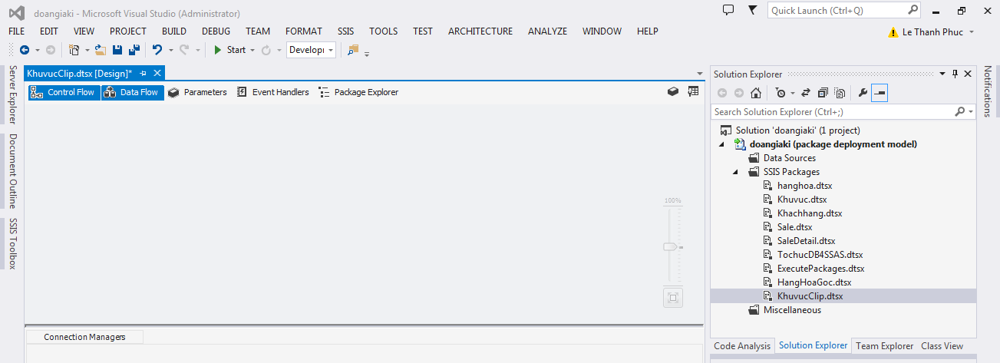 doangiaki - Microsoft Visual Studio (Administrator)
Quick Launch (Ctrl+Q)
FILE EDIT VIEW PROJECT BUILD DEBUG TEAM FORMAT SSIS TOOLS TEST ARCHITECTURE ANALYZE WINDOW HELP
Le Thanh Phuc
Start
Developr
Server Explorer
Document Outline
SSIS Toolbox
KhuvucClip.dtsx [Design]*
Control Flow Data Flow Parameters Event Handlers Package Explorer
100%
Connection Managers
Solution Explorer
Search Solution Explorer (Ctrl+;)
Solution 'doangiaki' (1 project)
doangiaki (package deployment model)
Data Sources
SSIS Packages
hanghoa.dtsx
Khuvuc.dtsx
Khachhang.dtsx
Sale.dtsx
SaleDetail.dtsx
TochucDB4SSAS.dtsx
ExecutePackages.dtsx
HangHoaGoc.dtsx
KhuvucClip.dtsx
Miscellaneous
Code Analysis Solution Explorer Team Explorer Class View
Notifications